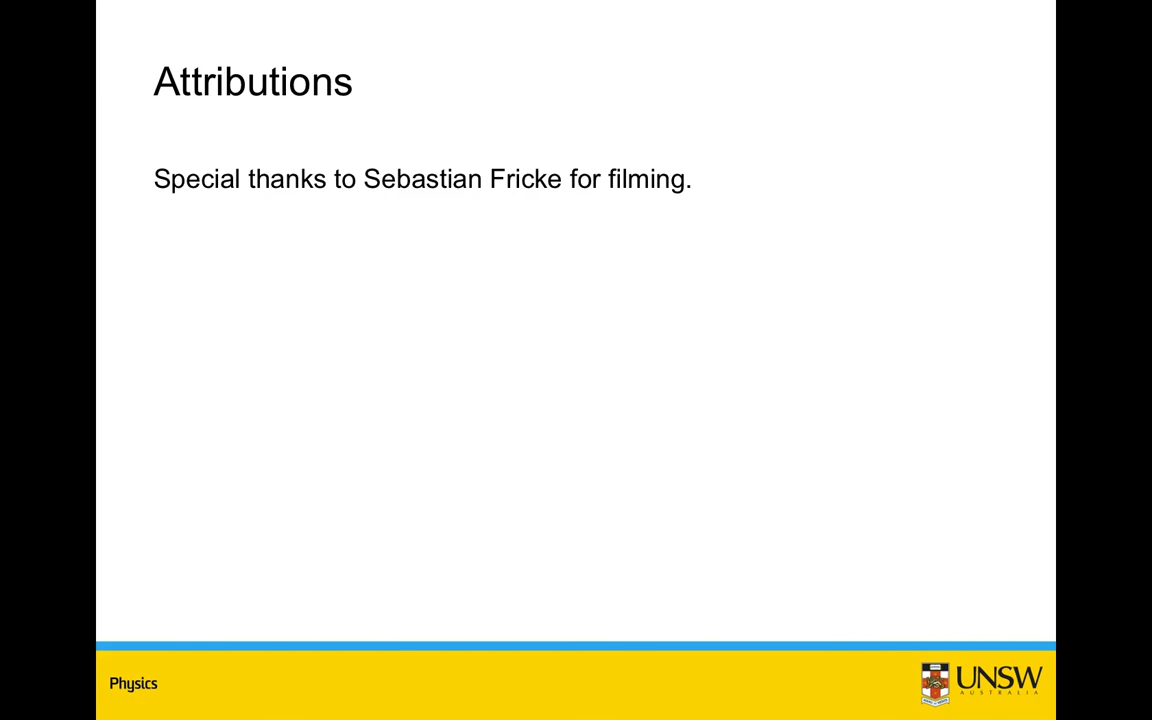 Attributions
Special thanks to Sebastian Fricke for filming.
Physics
UNSW
AUSTRALIA